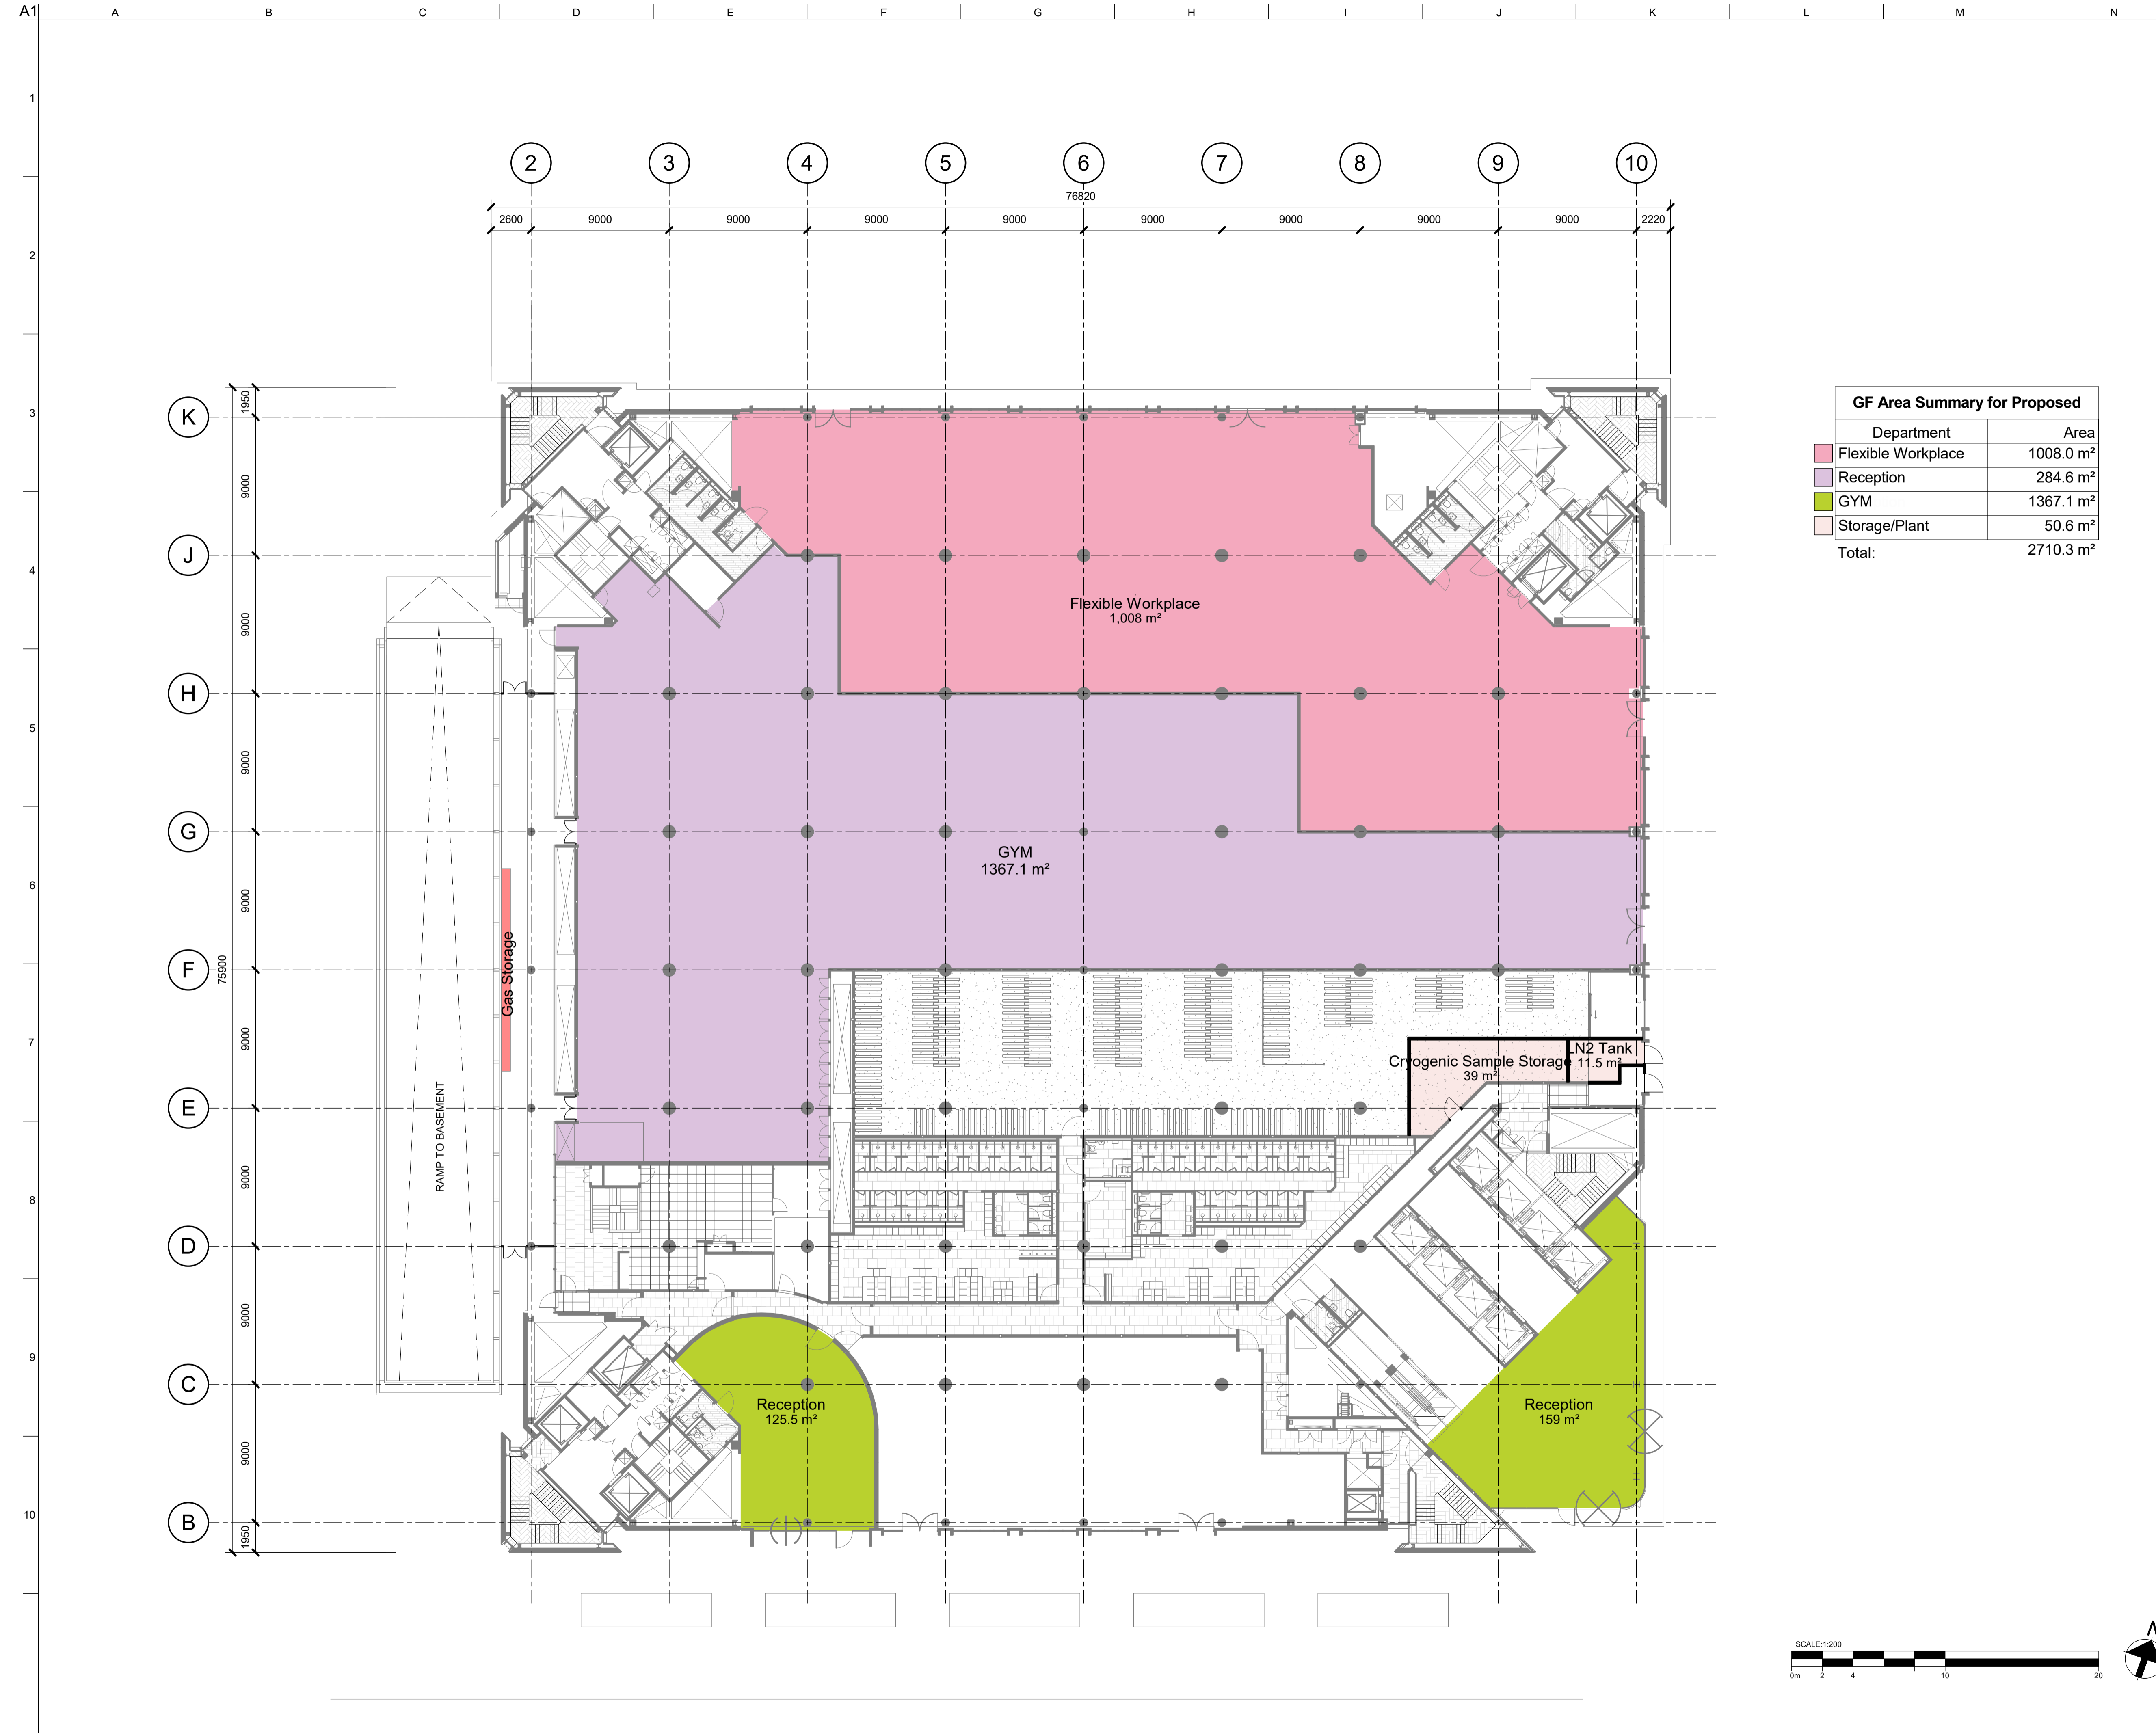 A1
A B C D E F G H I J K L M N
1
2
3
4
5
6
7
8
9
10
2 3 4 5 6 7 8 9 10
76820
2600 9000 9000 9000 9000 9000 9000 9000 9000 2220
K
J
H
G
F
E
D
C
B
1950
9000
9000
9000
9000
9000
9000
9000
9000
1950
75900
GF Area Summary for Proposed
Department Area
Flexible Workplace 1008.0 m²
Reception 284.6 m²
GYM 1367.1 m²
Storage/Plant 50.6 m²
Total: 2710.3 m²
Flexible Workplace
1,008 m²
GYM
1367.1 m²
Gas Storage
RAMP TO BASEMENT
Cryogenic Sample Storage
39 m²
LN2 Tank
11.5 m²
Reception
125.5 m²
Reception
159 m²
SCALE:1:200
0m 2 4 10 20